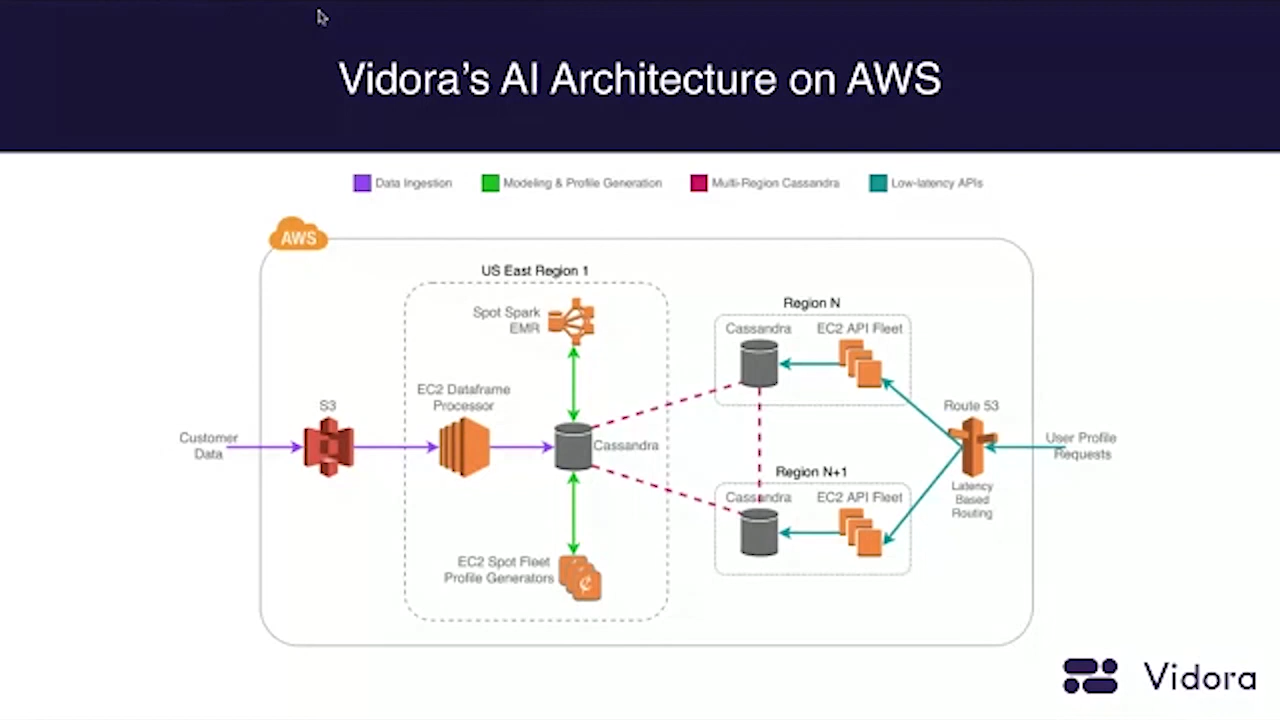 Vidora's AI Architecture on AWS
Data Ingestion
Modeling & Profile Generation
Multi-Region Cassandra
Low-latency APIs
AWS
US East Region 1
Spot Spark
EMR
EC2 Dataframe
Processor
S3
Customer
Data
Cassandra
EC2 Spot Fleet
Profile Generators
¢
Region N
Cassandra
EC2 API Fleet
Region N+1
Cassandra
EC2 API Fleet
Route 53
Latency
Based
Routing
User Profile
Requests
Vidora